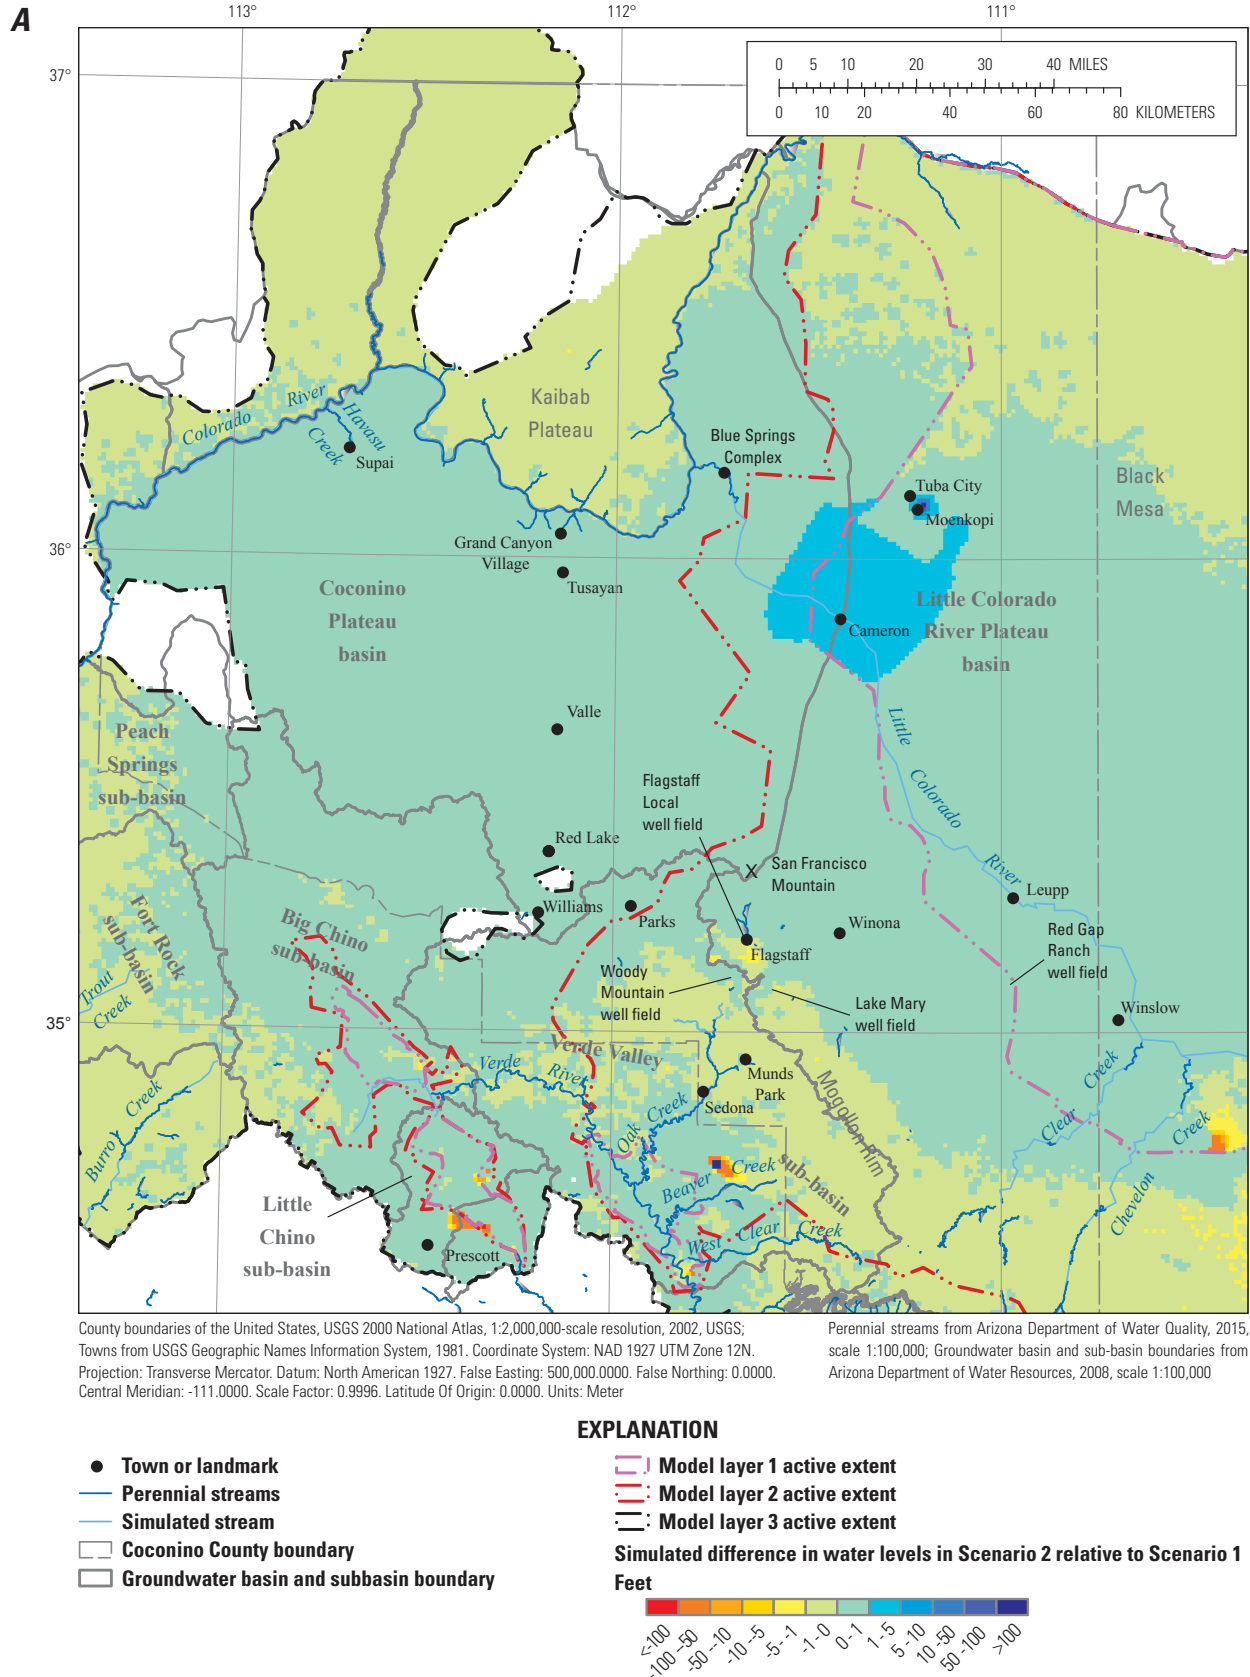 A
113°
112°
111°
37°
36°
35°
0 5 10 20 30 40 MILES
0 10 20 40 60 80 KILOMETERS
Kaibab
Plateau
Colorado River
Havasu
Creek
Supai
Blue Springs
Complex
Tuba City
Moenkopi
Black
Mesa
Grand Canyon
Village
Tusayan
Coconino
Plateau
basin
Little Colorado
River Plateau
basin
Cameron
Valle
Peach
Springs
sub-basin
Flagstaff
Local
well field
Little
Colorado
River
Red Lake
San Francisco
Mountain
X
Leupp
Williams
Parks
Winona
Flagstaff
Red Gap
Ranch
well field
Fort Rock
sub-basin
Big Chino
sub-basin
Woody
Mountain
well field
Lake Mary
well field
Winslow
Trout
Creek
Verde Valley
sub-basin
Verde
River
Munds
Park
Sedona
Mogollon Rim
Burro
Creek
Oak
Creek
Clear
Creek
Chevelon
Creek
Beaver
Creek
West Clear Creek
Little
Chino
sub-basin
Prescott
County boundaries of the United States, USGS 2000 National Atlas, 1:2,000,000-scale resolution, 2002, USGS;
Towns from USGS Geographic Names Information System, 1981. Coordinate System: NAD 1927 UTM Zone 12N.
Projection: Transverse Mercator. Datum: North American 1927. False Easting: 500,000.0000. False Northing: 0.0000.
Central Meridian: -111.0000. Scale Factor: 0.9996. Latitude Of Origin: 0.0000. Units: Meter
Perennial streams from Arizona Department of Water Quality, 2015,
scale 1:100,000; Groundwater basin and sub-basin boundaries from
Arizona Department of Water Resources, 2008, scale 1:100,000
EXPLANATION
Town or landmark
Perennial streams
Simulated stream
Coconino County boundary
Groundwater basin and subbasin boundary
Model layer 1 active extent
Model layer 2 active extent
Model layer 3 active extent
Simulated difference in water levels in Scenario 2 relative to Scenario 1
Feet
<-100
-100 -50
-50 -10
-10 -5
-5 - -1
-1 - 0
0-1
1 - 5
5 -10
10 -50
50 -100
>100